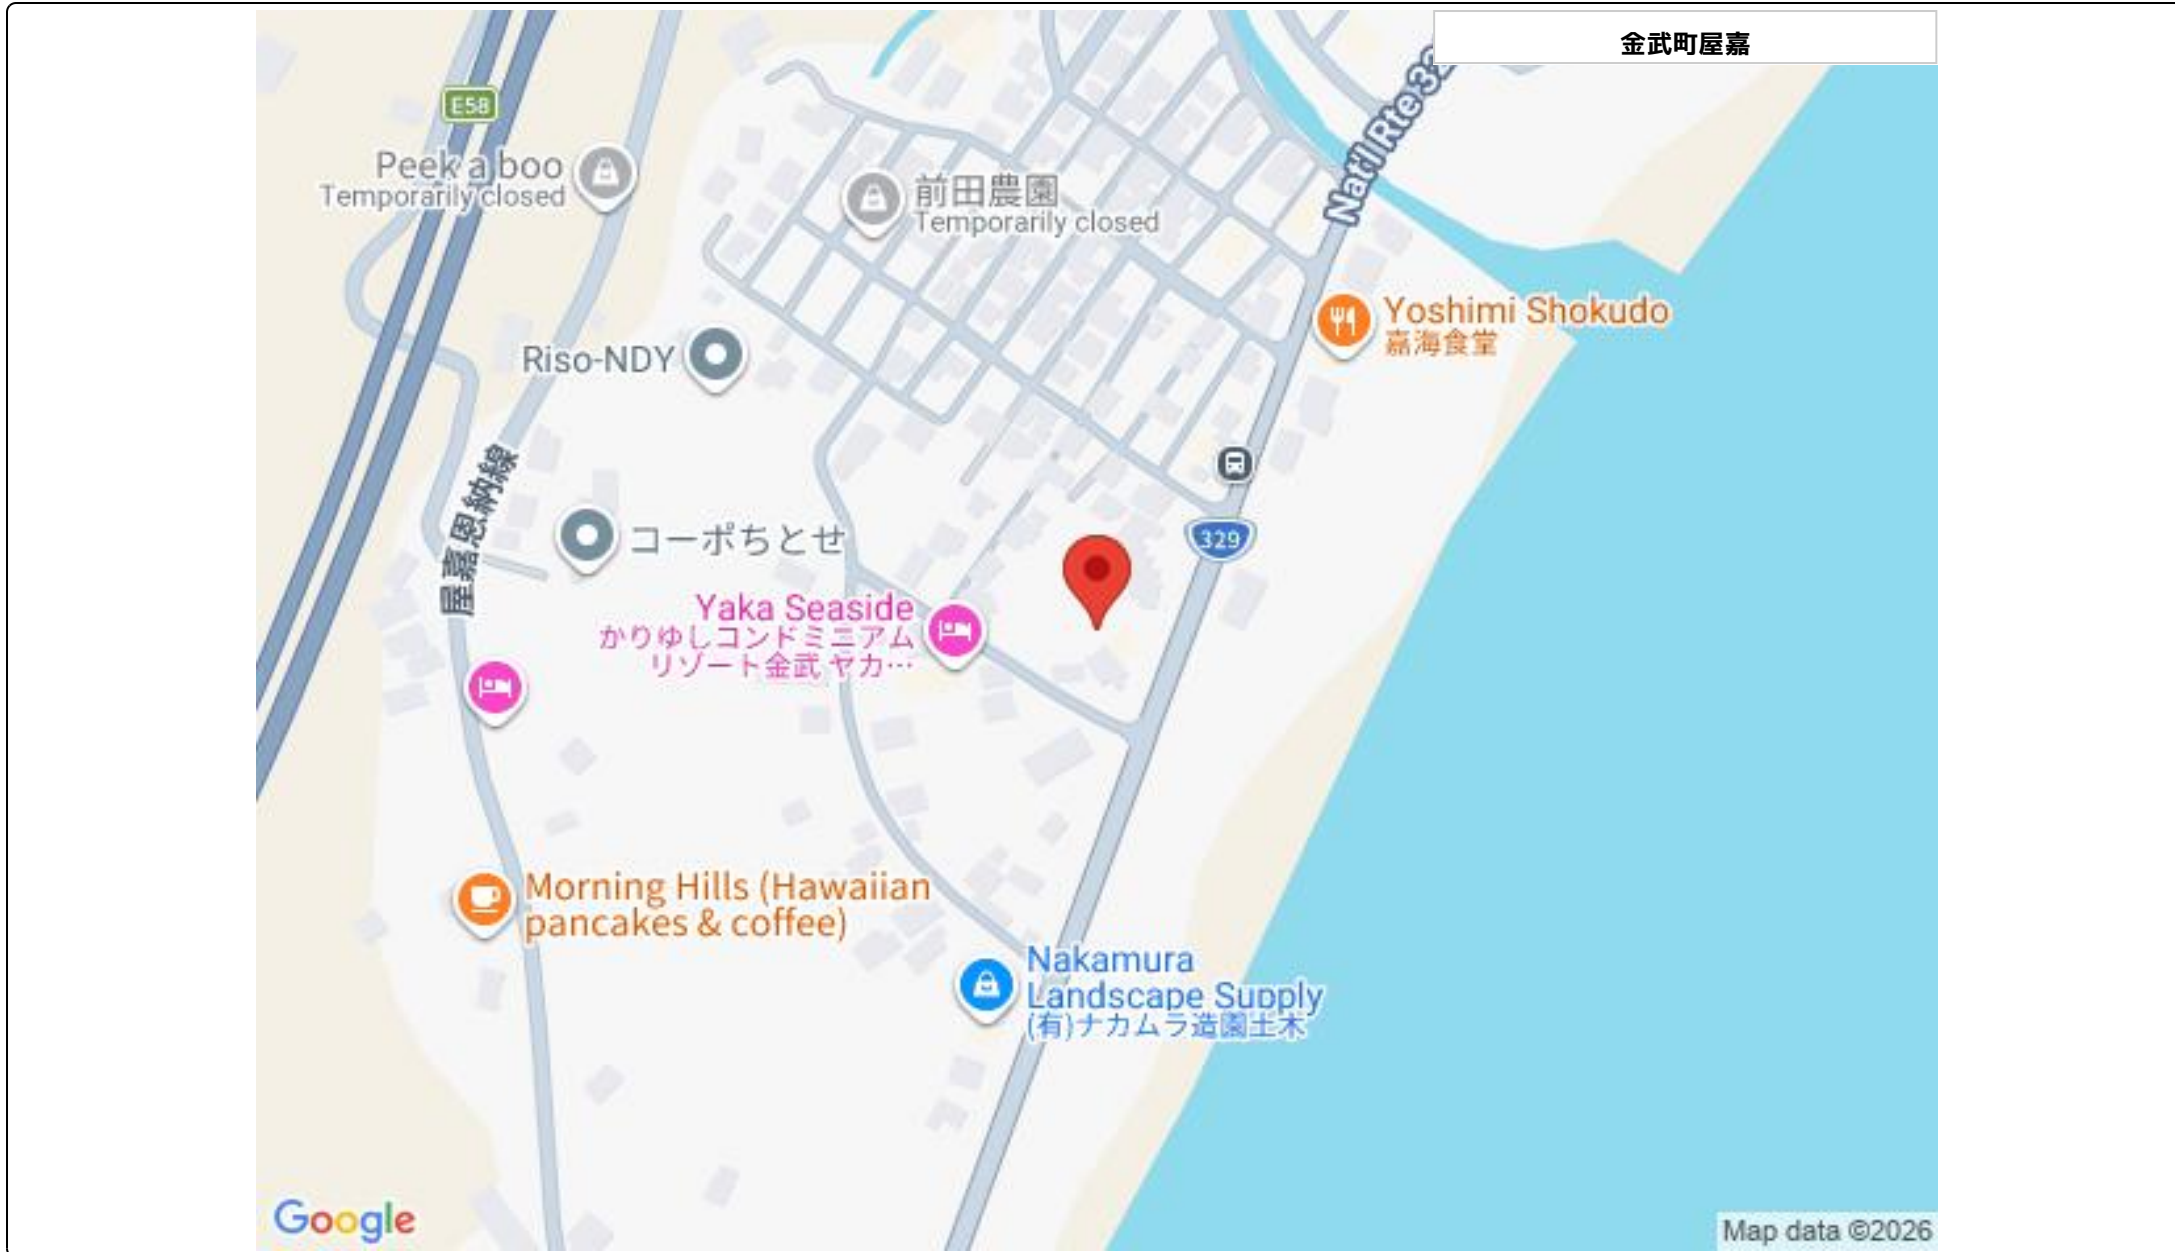 金武町屋嘉
Nat'l Rte 32
E58
Peek a boo
Temporarily closed
前田農園
Temporarily closed
Yoshimi Shokudo
嘉海食堂
Riso-NDY
屋嘉恩納線
コーポちとせ
329
Yaka Seaside
かりゆしコンドミニアム
リゾート金武 ヤカ…
Morning Hills (Hawaiian
pancakes & coffee)
Nakamura
Landscape Supply
(有)ナカムラ造園土木
Google
Map data ©2026